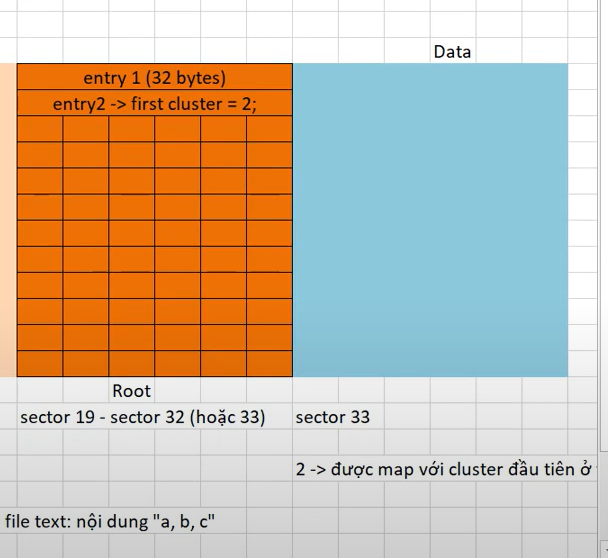 Data
entry 1 (32 bytes)
entry2 -> first cluster = 2;
Root
sector 19 - sector 32 (hoặc 33)
sector 33
2 -> được map với cluster đầu tiên ở
file text: nội dung "a, b, c"